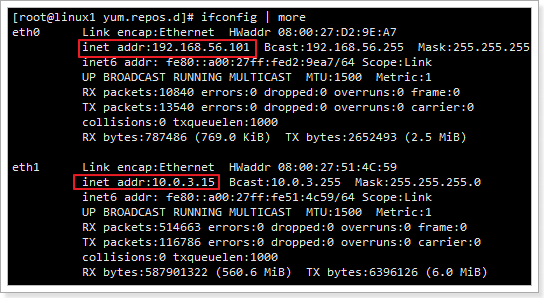 [root@linux1 yum.repos.d]# ifconfig | more
eth0 Link encap:Ethernet HWaddr 08:00:27:D2:9E:A7
inet addr:192.168.56.101 Bcast:192.168.56.255 Mask:255.255.255
inet6 addr: fe80::a00:27ff:fed2:9ea7/64 Scope:Link
UP BROADCAST RUNNING MULTICAST MTU:1500 Metric:1
RX packets:10840 errors:0 dropped:0 overruns:0 frame:0
TX packets:13540 errors:0 dropped:0 overruns:0 carrier:0
collisions:0 txqueuelen:1000
RX bytes:787486 (769.0 KiB) TX bytes:2652493 (2.5 MiB)
eth1 Link encap:Ethernet HWaddr 08:00:27:51:4C:59
inet addr:10.0.3.15 Bcast:10.0.3.255 Mask:255.255.255.0
inet6 addr: fe80::a00:27ff:fe51:4c59/64 Scope:Link
UP BROADCAST RUNNING MULTICAST MTU:1500 Metric:1
RX packets:514663 errors:0 dropped:0 overruns:0 frame:0
TX packets:116786 errors:0 dropped:0 overruns:0 carrier:0
collisions:0 txqueuelen:1000
RX bytes:587901322 (560.6 MiB) TX bytes:6396126 (6.0 MiB)